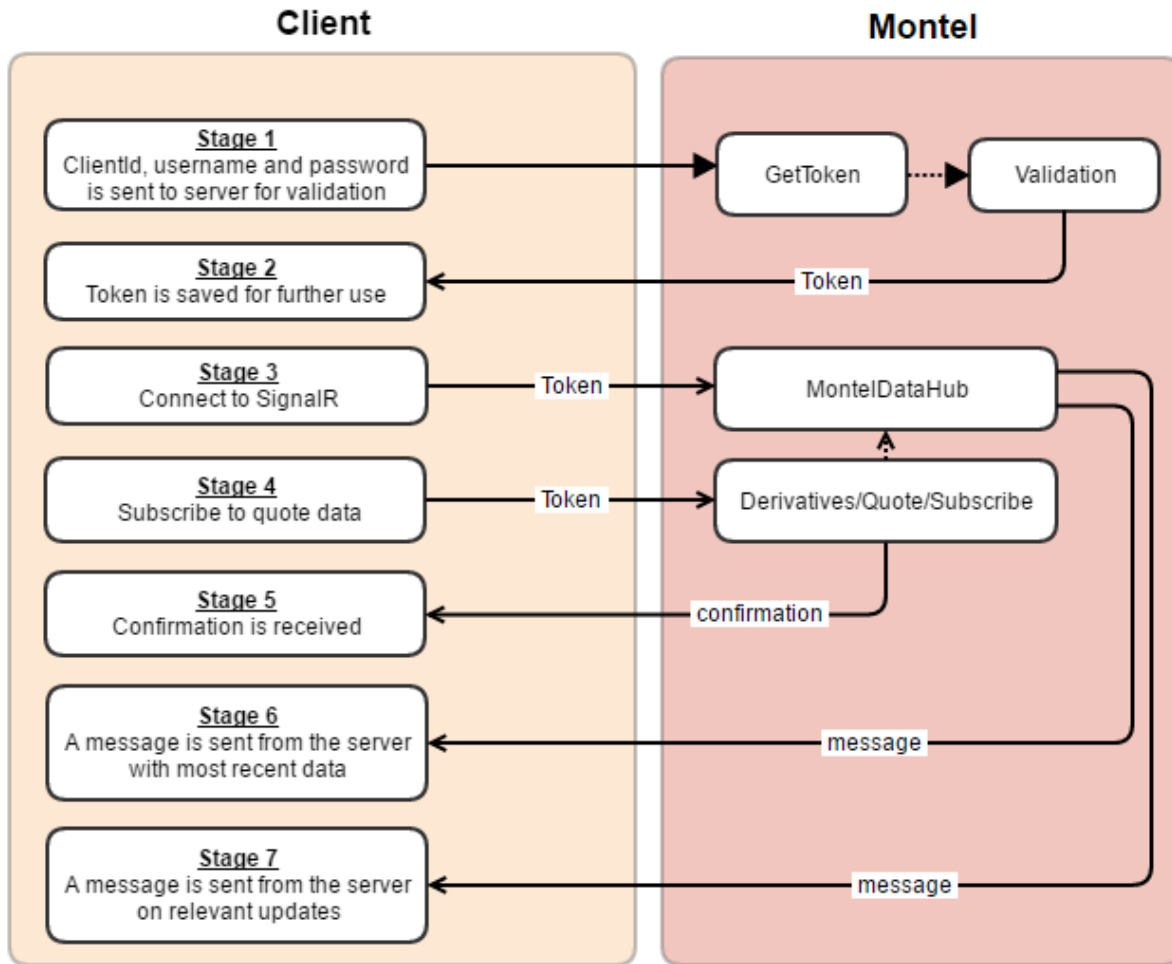 Client
Montel
Stage 1
ClientId, username and password
is sent to server for validation
GetToken
Validation
Stage 2
Token is saved for further use
Token
Stage 3
Connect to SignalR
Token
MontelDataHub
Stage 4
Subscribe to quote data
Token
Derivatives/Quote/Subscribe
Stage 5
Confirmation is received
confirmation
Stage 6
A message is sent from the server
with most recent data
message
Stage 7
A message is sent from the server
on relevant updates
message